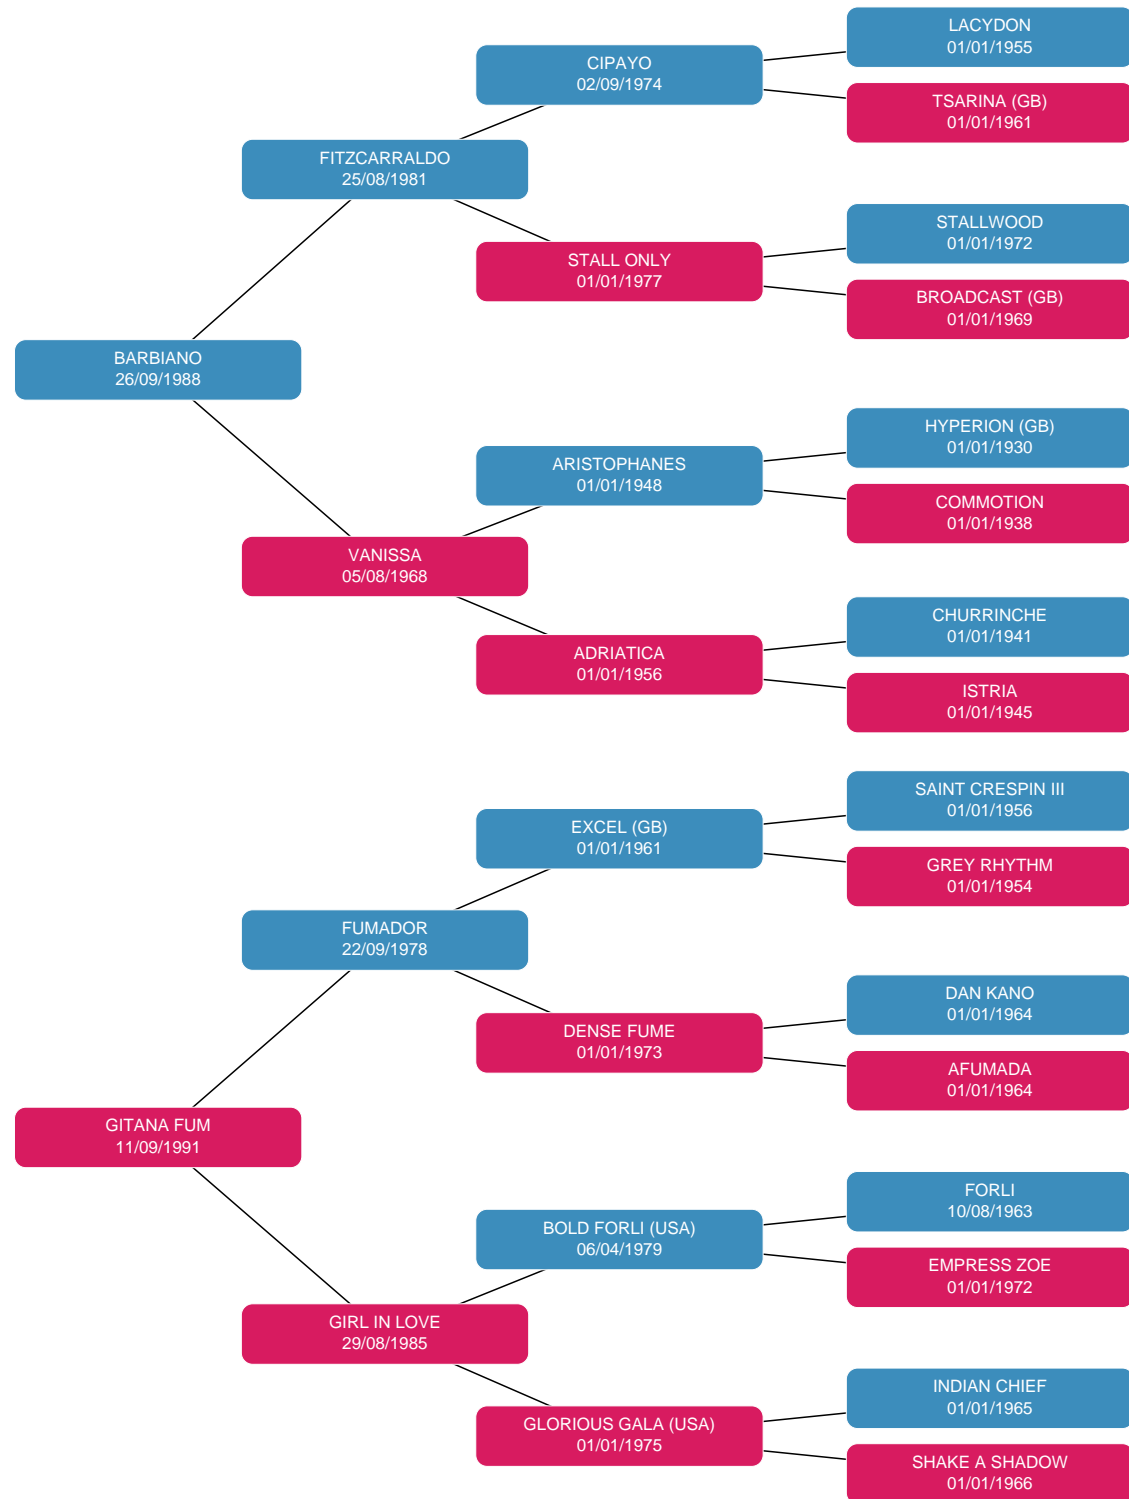 LACYDON
01/01/1955
CIPAYO
02/09/1974
TSARINA (GB)
01/01/1961
FITZCARRALDO
25/08/1981
STALLWOOD
01/01/1972
STALL ONLY
01/01/1977
BROADCAST (GB)
01/01/1969
BARBIANO
26/09/1988
HYPERION (GB)
01/01/1930
ARISTOPHANES
01/01/1948
COMMOTION
01/01/1938
VANISSA
05/08/1968
CHURRINCHE
01/01/1941
ADRIATICA
01/01/1956
ISTRIA
01/01/1945
SAINT CRESPIN III
01/01/1956
EXCEL (GB)
01/01/1961
GREY RHYTHM
01/01/1954
FUMADOR
22/09/1978
DAN KANO
01/01/1964
DENSE FUME
01/01/1973
AFUMADA
01/01/1964
GITANA FUM
11/09/1991
FORLI
10/08/1963
BOLD FORLI (USA)
06/04/1979
EMPRESS ZOE
01/01/1972
GIRL IN LOVE
29/08/1985
INDIAN CHIEF
01/01/1965
GLORIOUS GALA (USA)
01/01/1975
SHAKE A SHADOW
01/01/1966